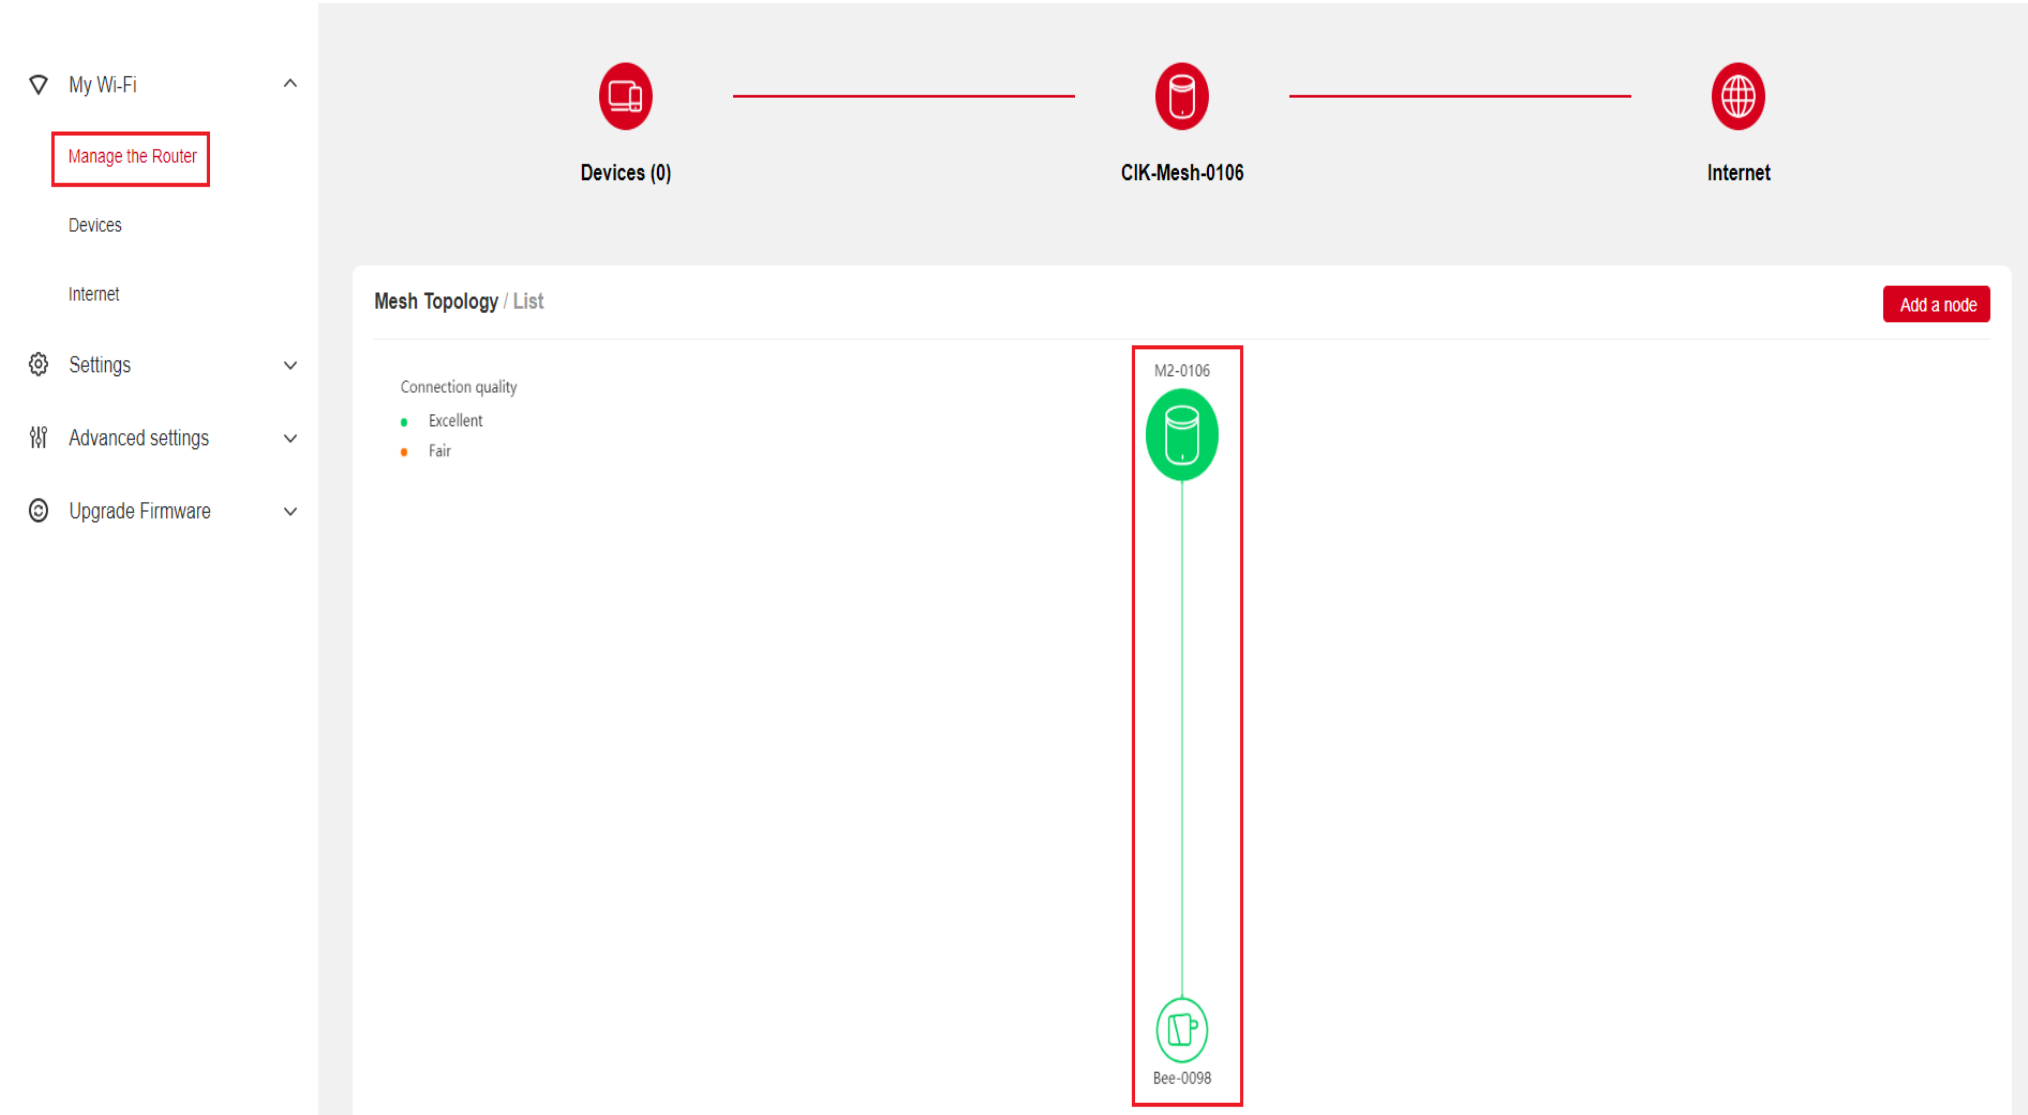 My Wi-Fi
Manage the Router
Devices
Internet
Settings
Advanced settings
Upgrade Firmware
Devices (0)
CIK-Mesh-0106
Internet
Mesh Topology / List
Add a node
Connection quality
Excellent
Fair
M2-0106
Bee-0098